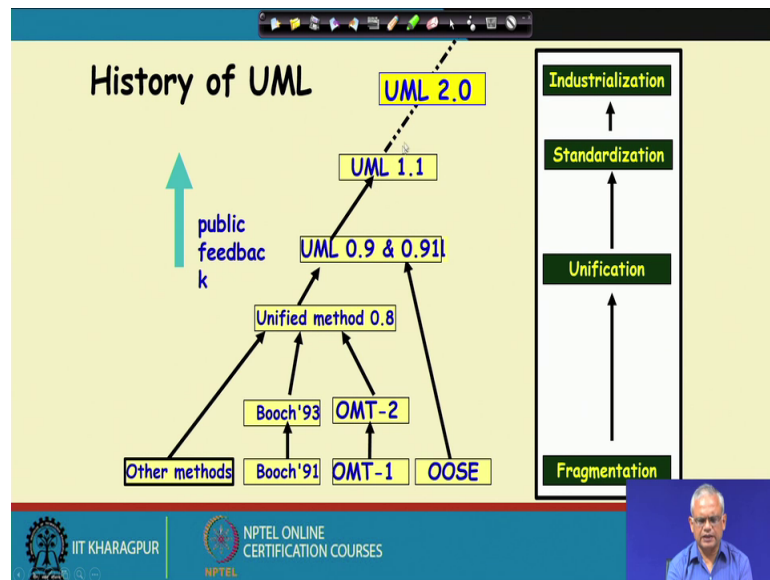 History of UML
UML 2.0
UML 1.1
public
feedbac
k
UML 0.9 & 0.91l
Unified method 0.8
Booch'93
OMT-2
Other methods
Booch'91
OMT-1
OOSE
Industrialization
Standardization
Unification
Fragmentation
IIT KHARAGPUR
NPTEL
NPTEL ONLINE
CERTIFICATION COURSES